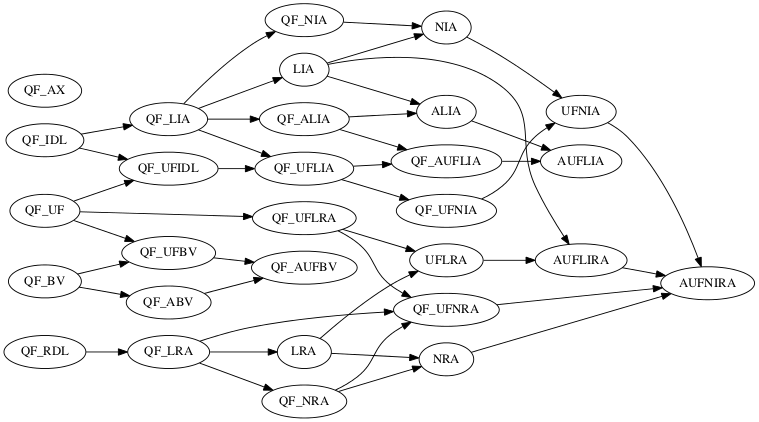 QF_AX
QF_IDL
QF_UF
QF_BV
QF_RDL
QF_LIA
QF_UFIDL
QF_UFBV
QF_ABV
QF_LRA
QF_NIA
LIA
QF_ALIA
QF_UFLIA
QF_UFLRA
QF_AUFBV
LRA
QF_NRA
NIA
ALIA
QF_AUFLIA
QF_UFNIA
UFLRA
QF_UFNRA
NRA
UFNIA
AUFLIA
AUFLIRA
AUFNIRA